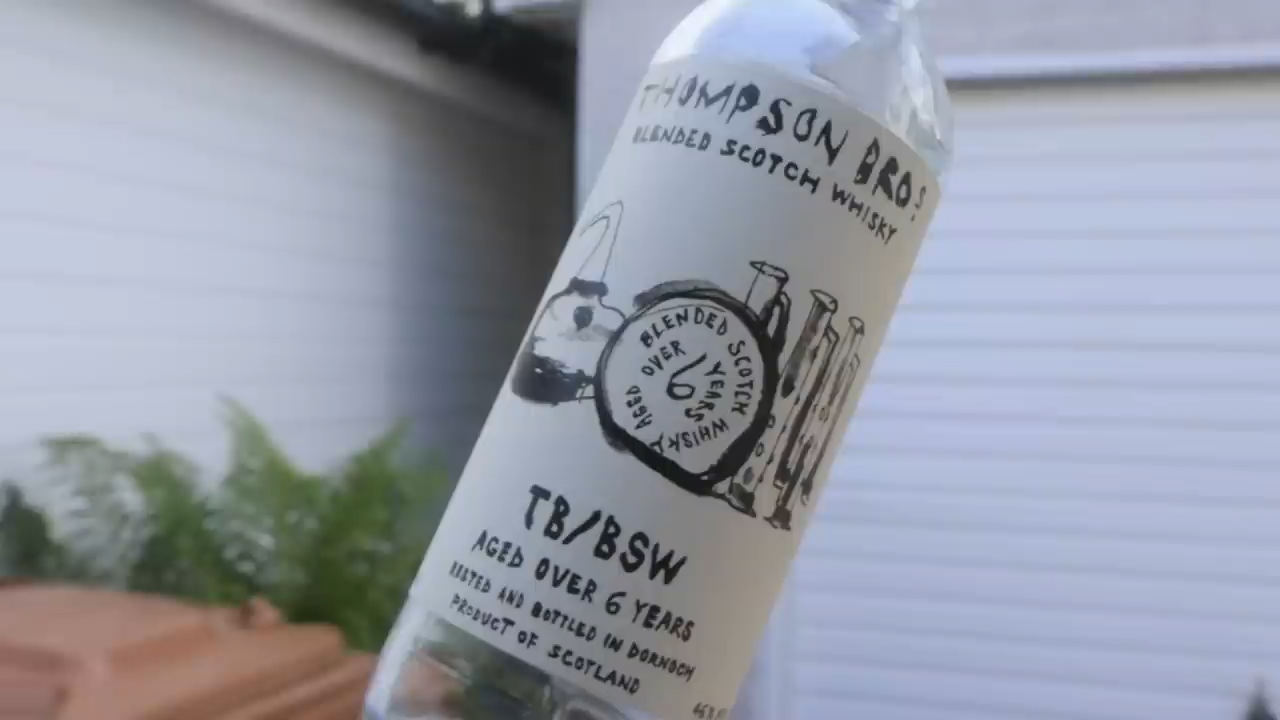 THOMPSON BROS
BLENDED SCOTCH WHISKY
BLENDED SCOTCH WHISKY
AGED OVER 6 YEARS
TB/BSW
AGED OVER 6 YEARS
RESTED AND BOTTLED IN DORNOCH
PRODUCT OF SCOTLAND